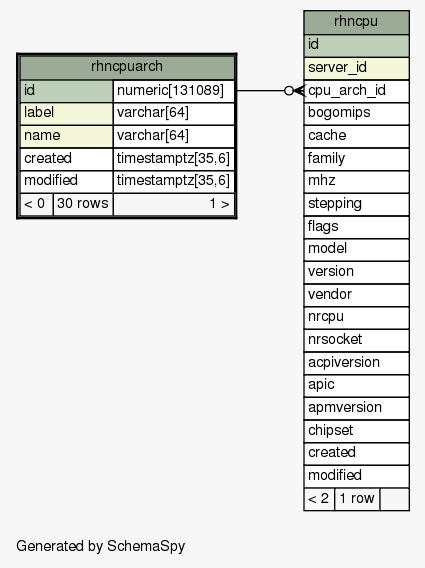 rhncpuarch
id numeric[131089]
label varchar[64]
name varchar[64]
created timestamptz[35,6]
modified timestamptz[35,6]
< 0 30 rows 1 >
rhncpu
id
server_id
cpu_arch_id
bogomips
cache
family
mhz
stepping
flags
model
version
vendor
nrcpu
nrsocket
acpiversion
apic
apmversion
chipset
created
modified
< 2 1 row
Generated by SchemaSpy